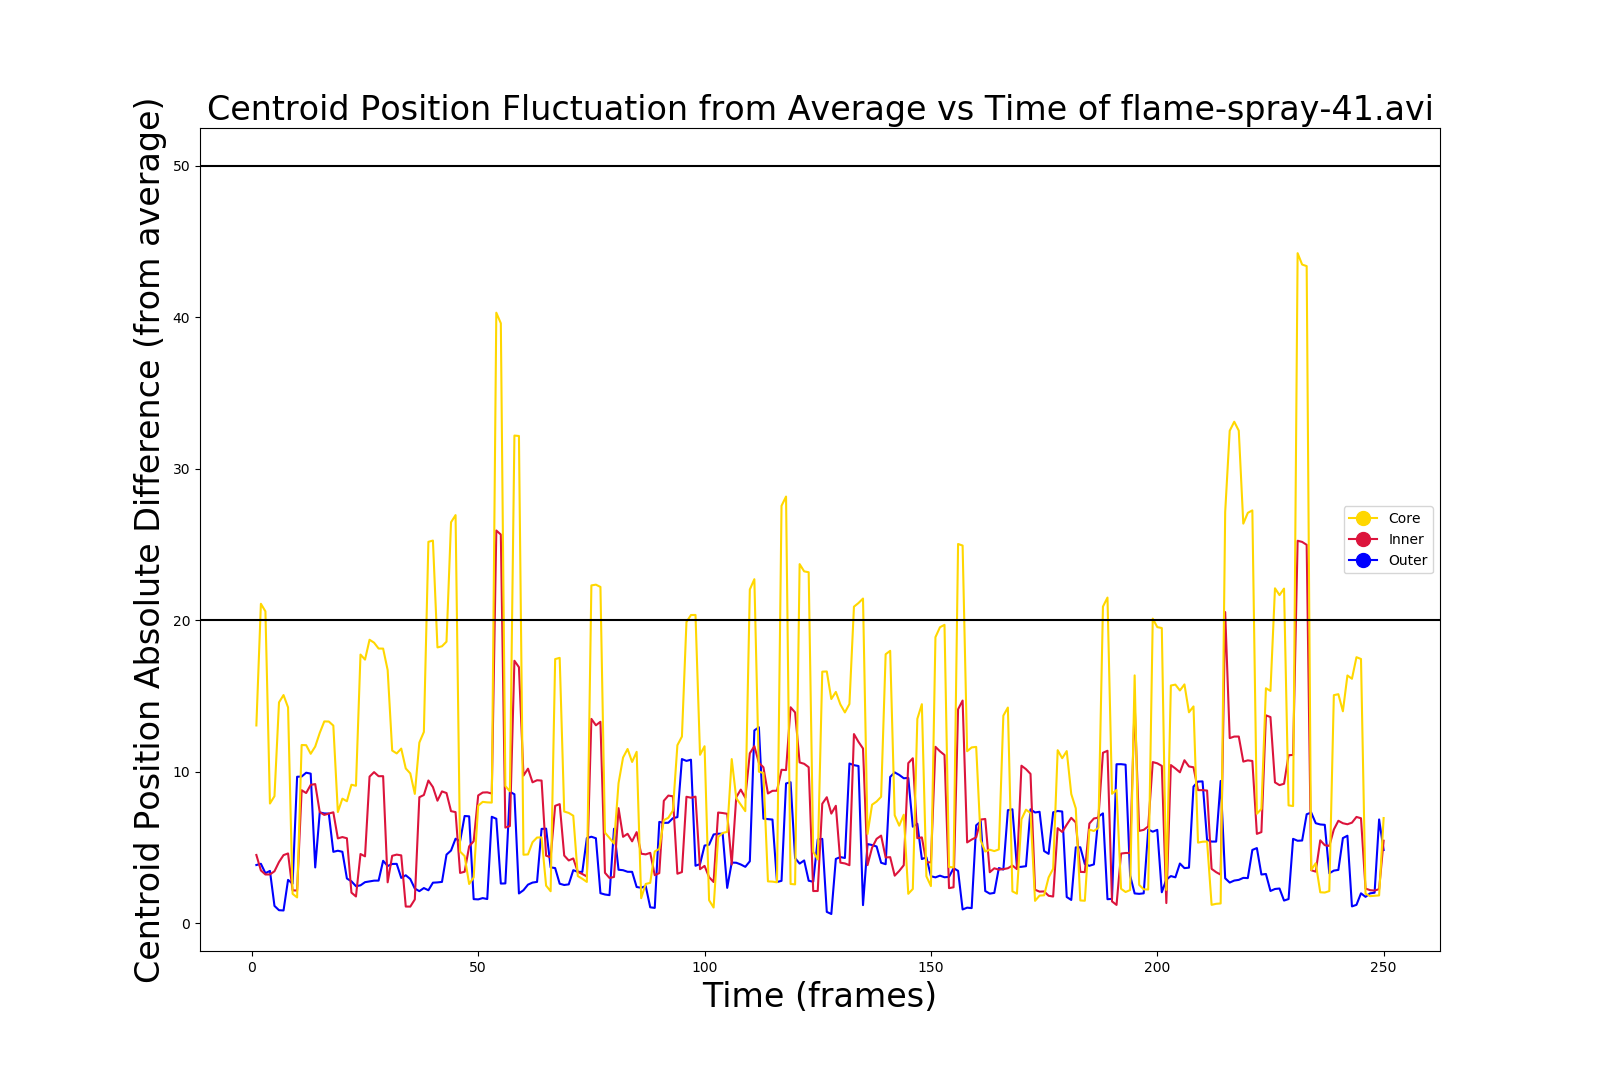 Centroid Position Fluctuation from Average vs Time of flame-spray-41.avi
Centroid Position Absolute Difference (from average)
50
40
30
20
10
0
Core
Inner
Outer
0 50 100 150 200 250
Time (frames)